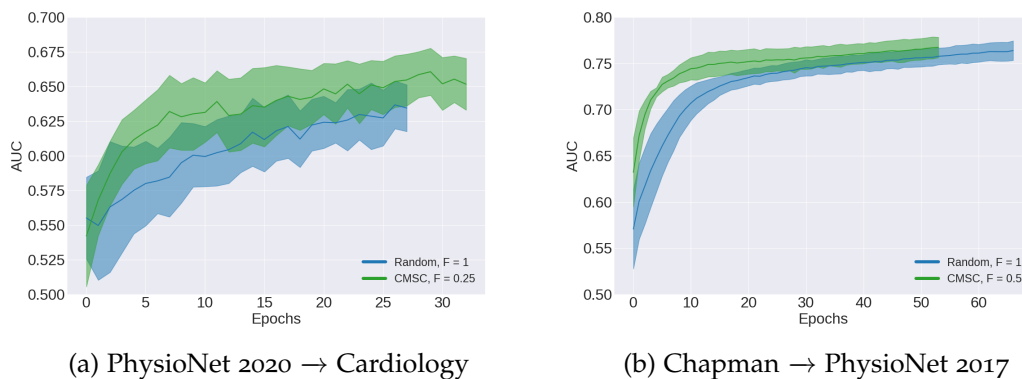 0.700
0.675
0.650
0.625
0.600
0.575
0.550
0.525
0.500
AUC
0 5 10 15 20 25 30
Epochs
Random, F = 1
CMSC, F = 0.25
(a) PhysioNet 2020 → Cardiology
0.80
0.75
0.70
0.65
0.60
0.55
0.50
AUC
0 10 20 30 40 50 60
Epochs
Random, F = 1
CMSC, F = 0.5
(b) Chapman → PhysioNet 2017